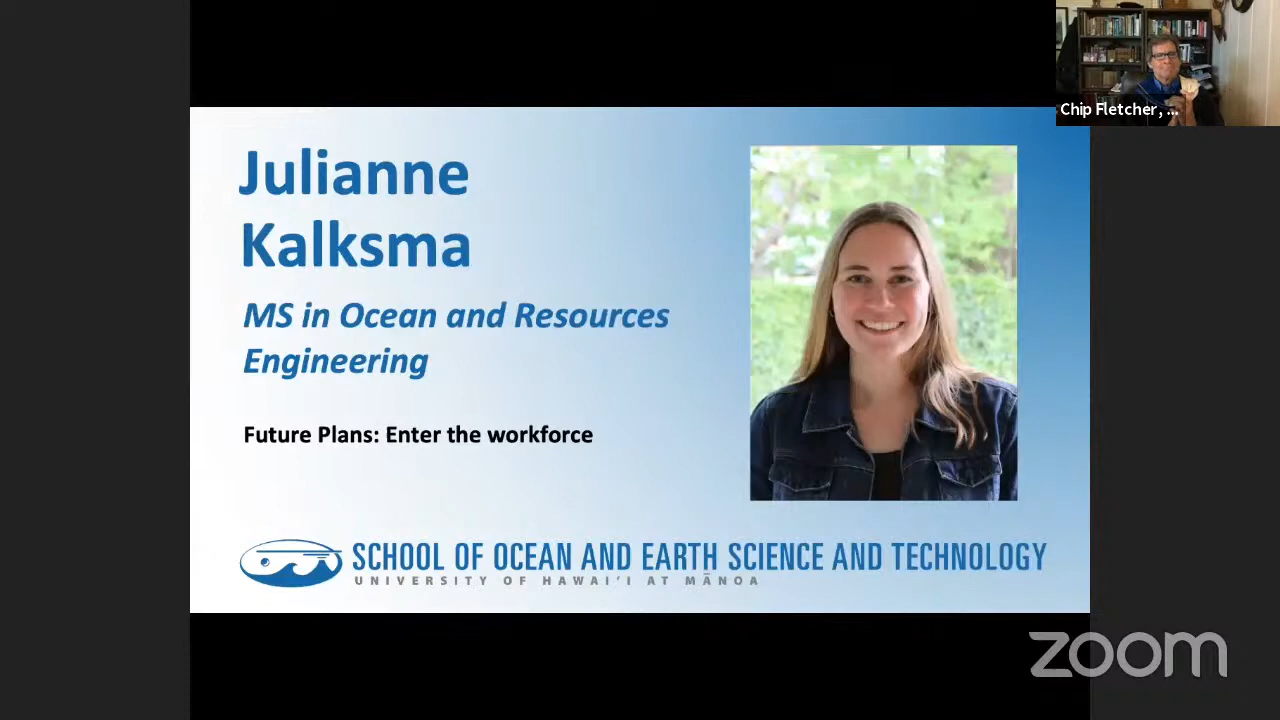 Chip Fletcher, ...
Julianne
Kalksma
MS in Ocean and Resources
Engineering
Future Plans: Enter the workforce
SCHOOL OF OCEAN AND EARTH SCIENCE AND TECHNOLOGY
UNIVERSITY OF HAWAIʻI AT MĀNOA
zoom